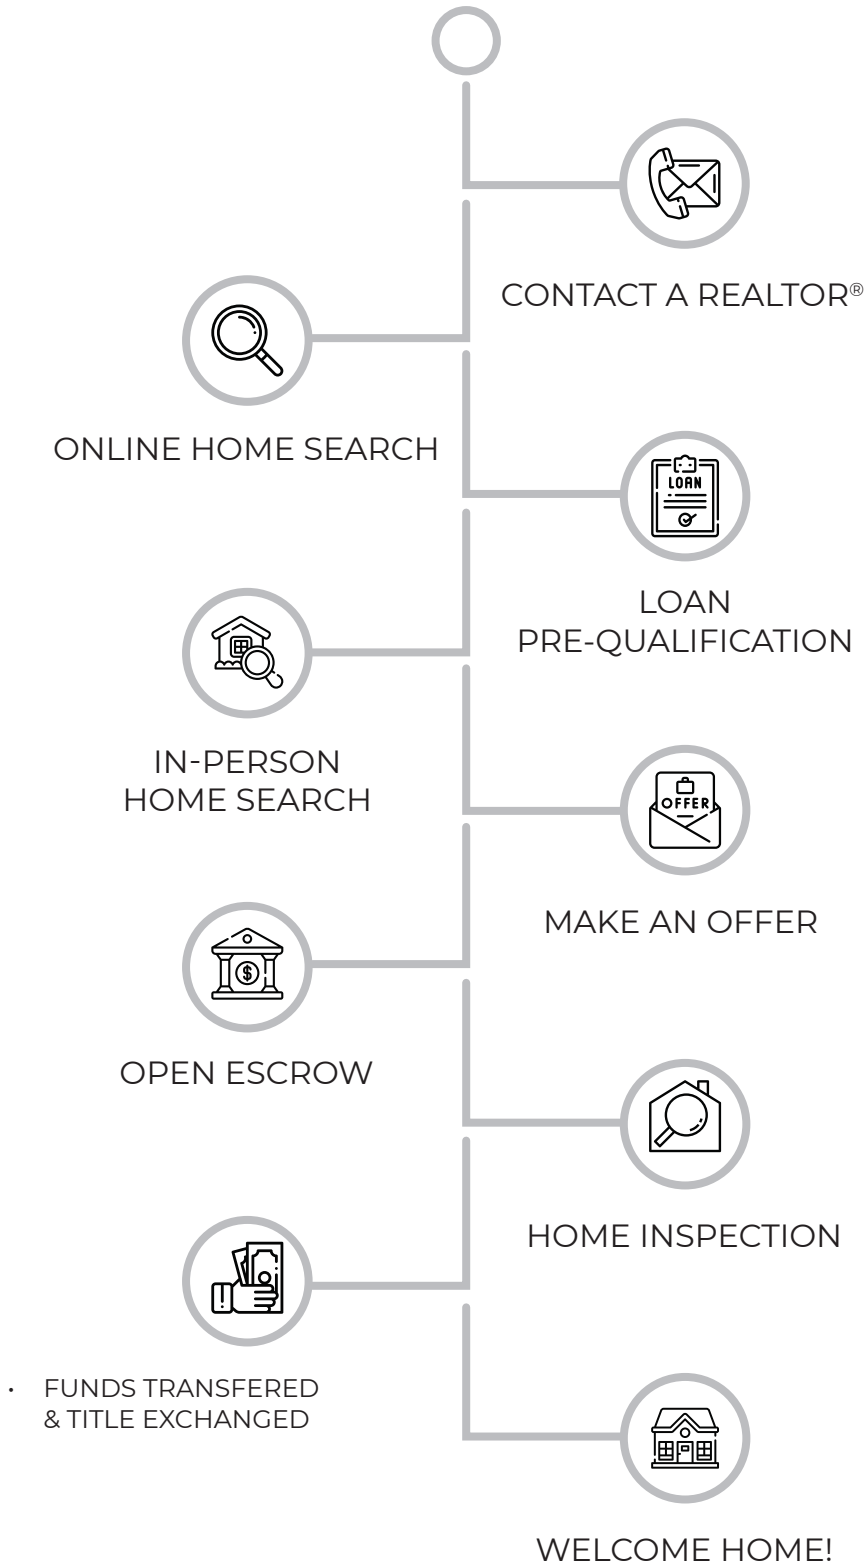 CONTACT A REALTOR®
ONLINE HOME SEARCH
LOAN
LOAN
PRE-QUALIFICATION
IN-PERSON
HOME SEARCH
OFFER
MAKE AN OFFER
$
OPEN ESCROW
HOME INSPECTION
• FUNDS TRANSFERED
& TITLE EXCHANGED
WELCOME HOME!